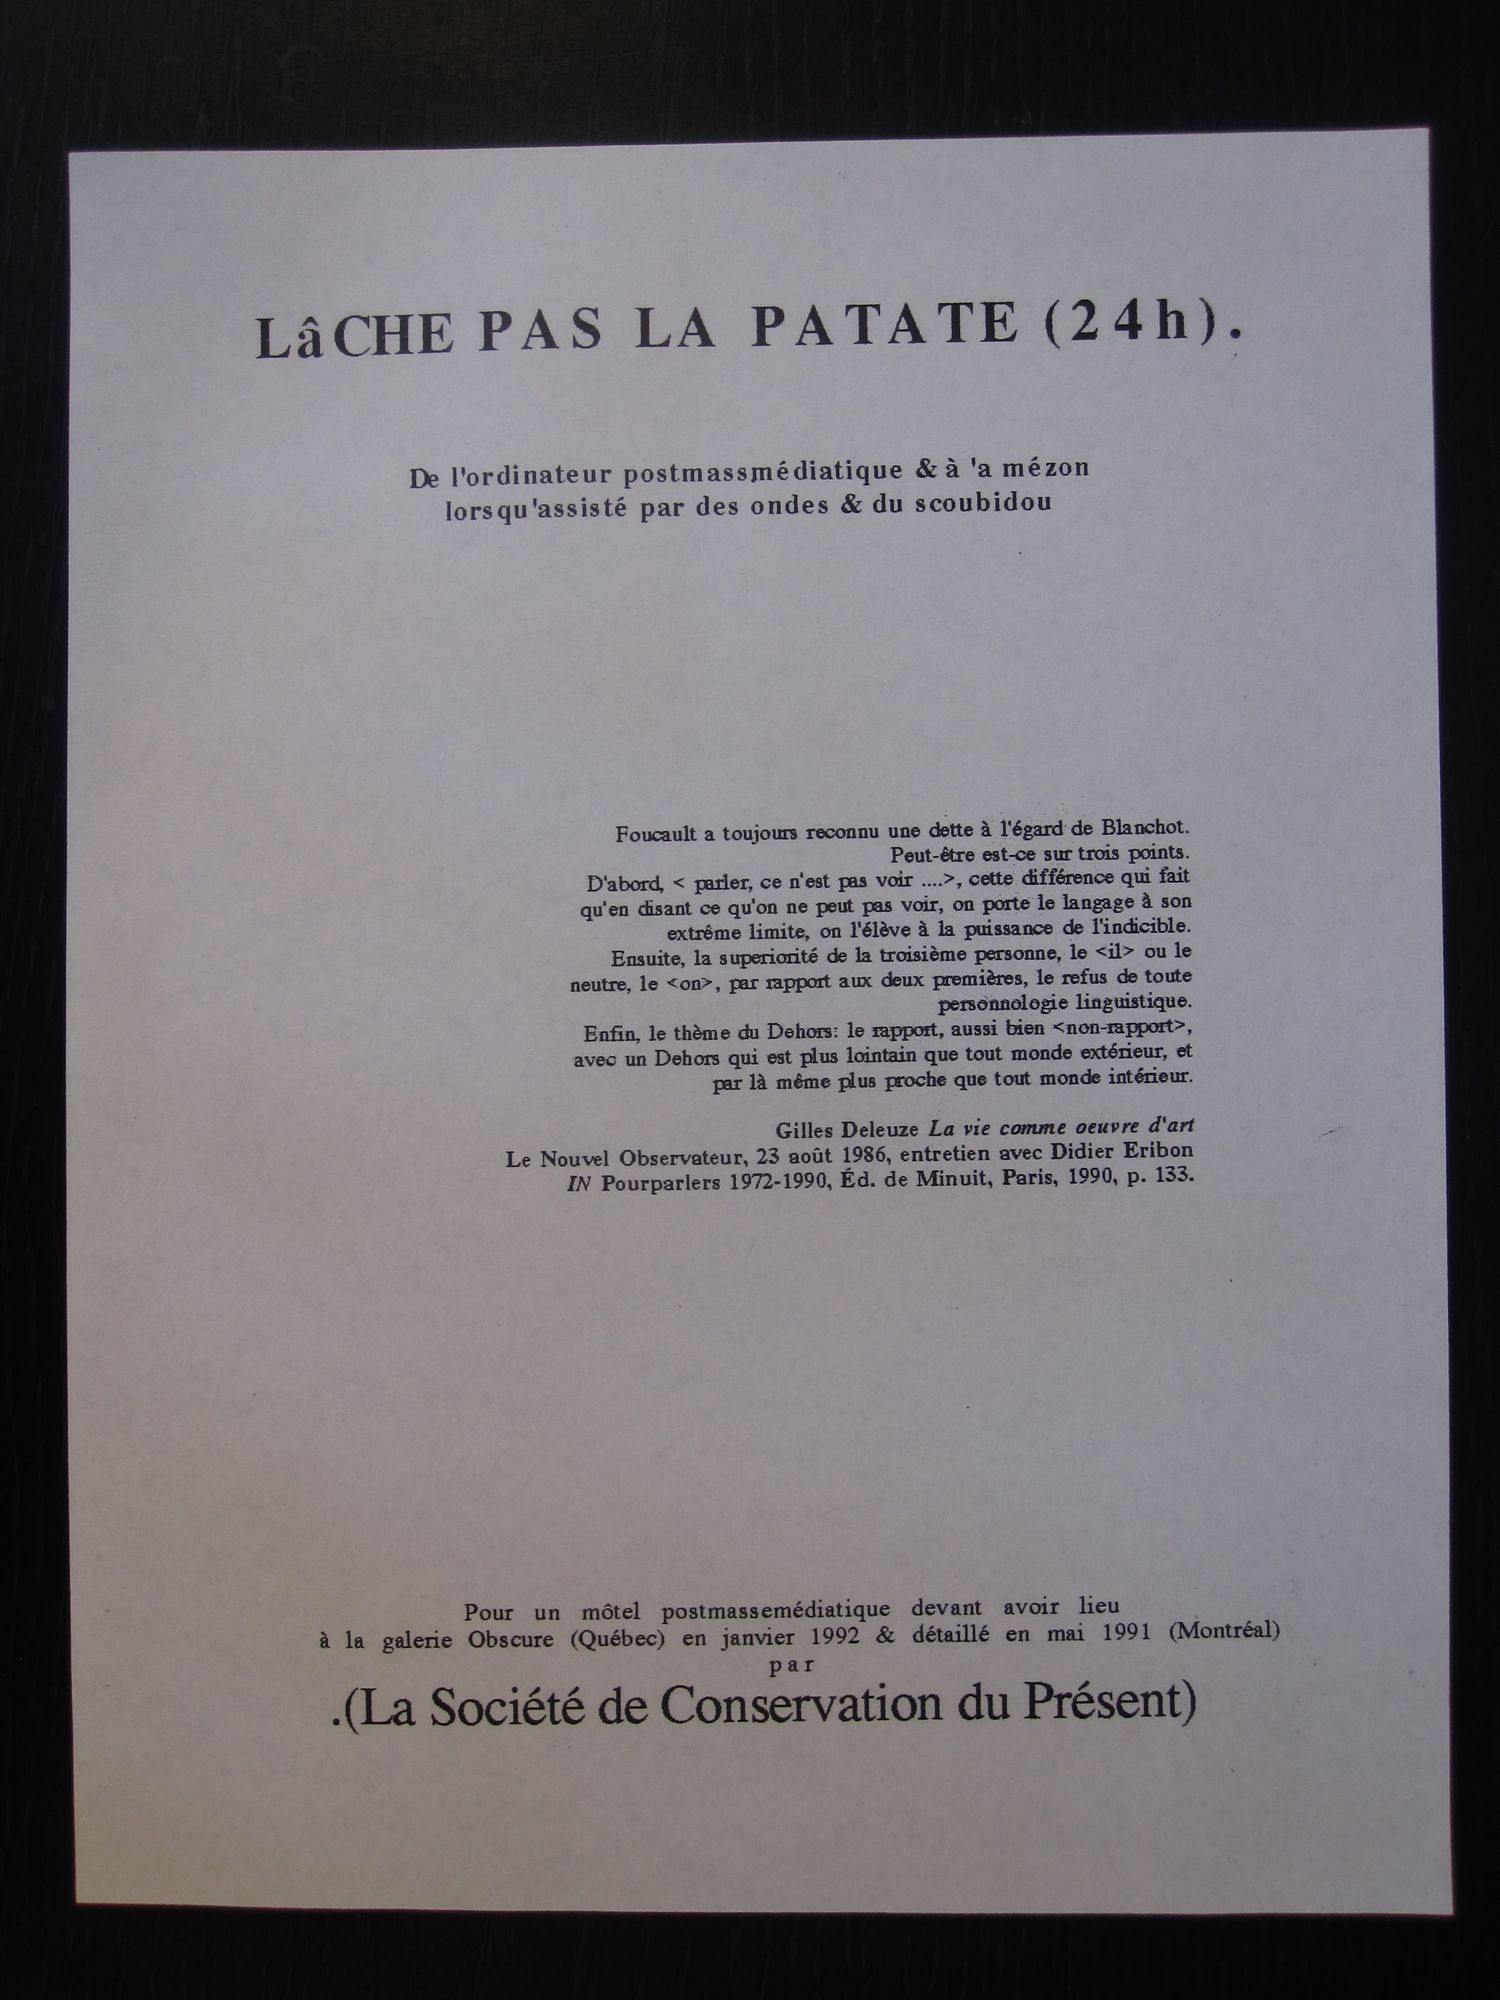 LâCHE PAS LA PATATE (24h).
De l'ordinateur postmassmédiatique & à 'a mézon
lorsqu'assisté par des ondes & du scoubidou
Foucault a toujours reconnu une dette à l'égard de Blanchot.
Peut-être est-ce sur trois points.
D'abord, < parler, ce n'est pas voir ....>, cette différence qui fait
qu'en disant ce qu'on ne peut pas voir, on porte le langage à son
extrême limite, on l'élève à la puissance de l'indicible.
Ensuite, la superiorité de la troisième personne, le <il> ou le
neutre, le <on>, par rapport aux deux premières, le refus de toute
personnologie linguistique.
Enfin, le thème du Dehors: le rapport, aussi bien <non-rapport>,
avec un Dehors qui est plus lointain que tout monde extérieur, et
par là même plus proche que tout monde intérieur.
Gilles Deleuze La vie comme oeuvre d'art
Le Nouvel Observateur, 23 août 1986, entretien avec Didier Eribon
IN Pourparlers 1972-1990, Éd. de Minuit, Paris, 1990, p. 133.
Pour un môtel postmassemédiatique devant avoir lieu
à la galerie Obscure (Québec) en janvier 1992 & détaillé en mai 1991 (Montréal)
par
.(La Société de Conservation du Présent)